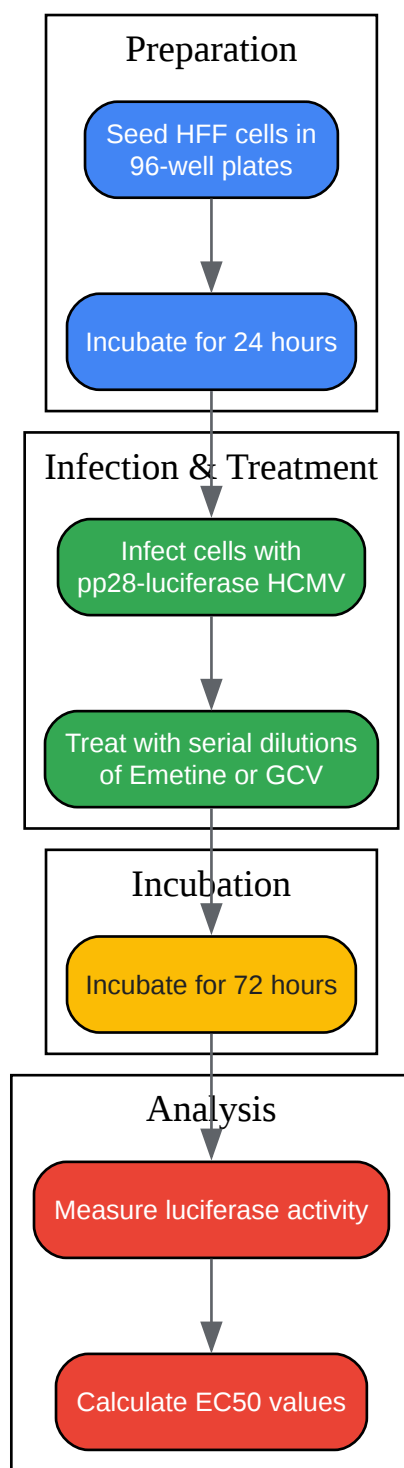 Preparation
Seed HFF cells in
96-well plates
Incubate for 24 hours
Infection & Treatment
Infect cells with
pp28-luciferase HCMV
Treat with serial dilutions
of Emetine or GCV
Incubation
Incubate for 72 hours
Analysis
Measure luciferase activity
Calculate EC50 values